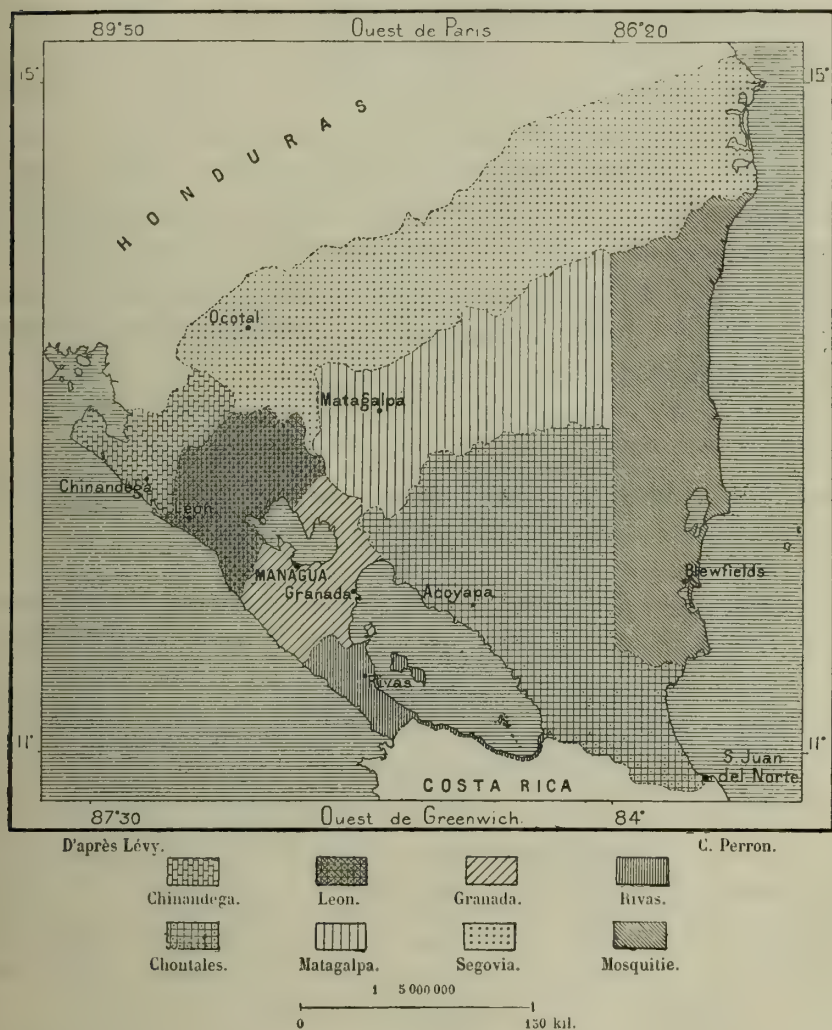 89°50 Ouest de Paris 86°20
15° 15°
HONDURAS
Ocotal
Matagalpa
Chinandega
Leon
MANAGUA
Granada
Acoyapa
Blewfields
Rivas
11° 11°
S. Juan
del Norte
COSTA RICA
87°30 Ouest de Greenwich. 84°
D'après Lévy. C. Perron.
Chinandega. Leon. Granada. Rivas.
Choutales. Matagalpa. Segovia. Mosquitie.
1 5 000 000
0 150 kil.